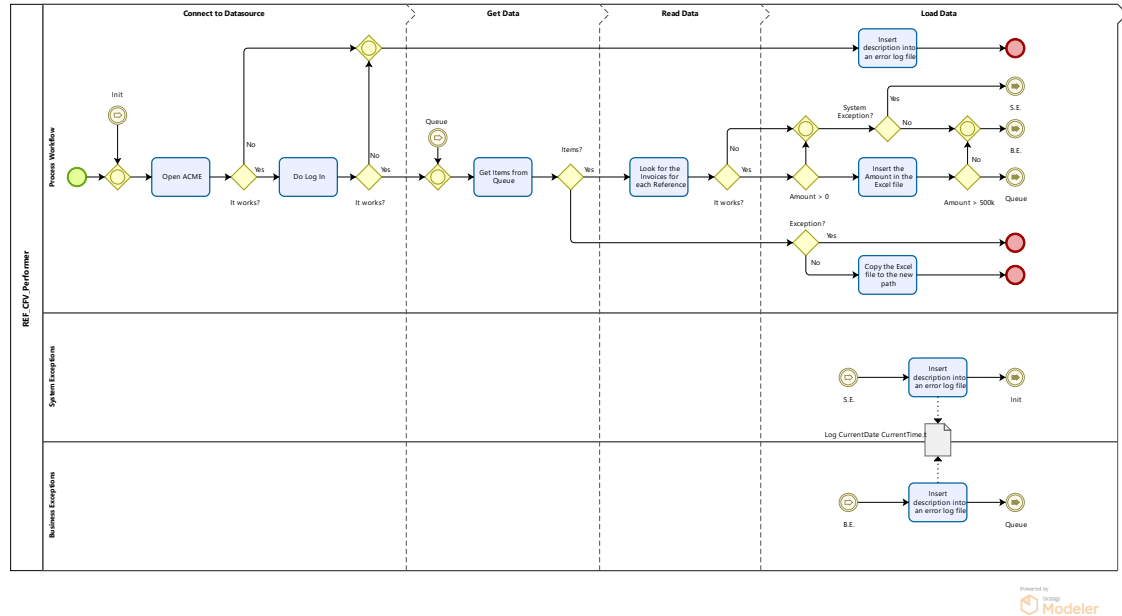 Connect to Datasource
Get Data
Read Data
Load Data
REF_CFV_Performer
Process Workflow
Init
Open ACME
No
Yes
It works?
Do Log In
No
Yes
It works?
Queue
Get Items from
Queue
Items?
Yes
Look for the
Invoices for
each Reference
No
Yes
It works?
Insert
description into
an error log file
System
Exception?
Yes
No
S.E.
B.E.
Yes
Amount > 0
Insert the
Amount in the
Excel file
No
Yes
Amount > 500k
Queue
Exception?
Yes
No
Copy the Excel
file to the new
path
System Exceptions
S.E.
Insert
description into
an error log file
Init
Log CurrentDate CurrentTime.t
Business Exceptions
B.E.
Insert
description into
an error log file
Queue
Powered by
bizagi
Modeler